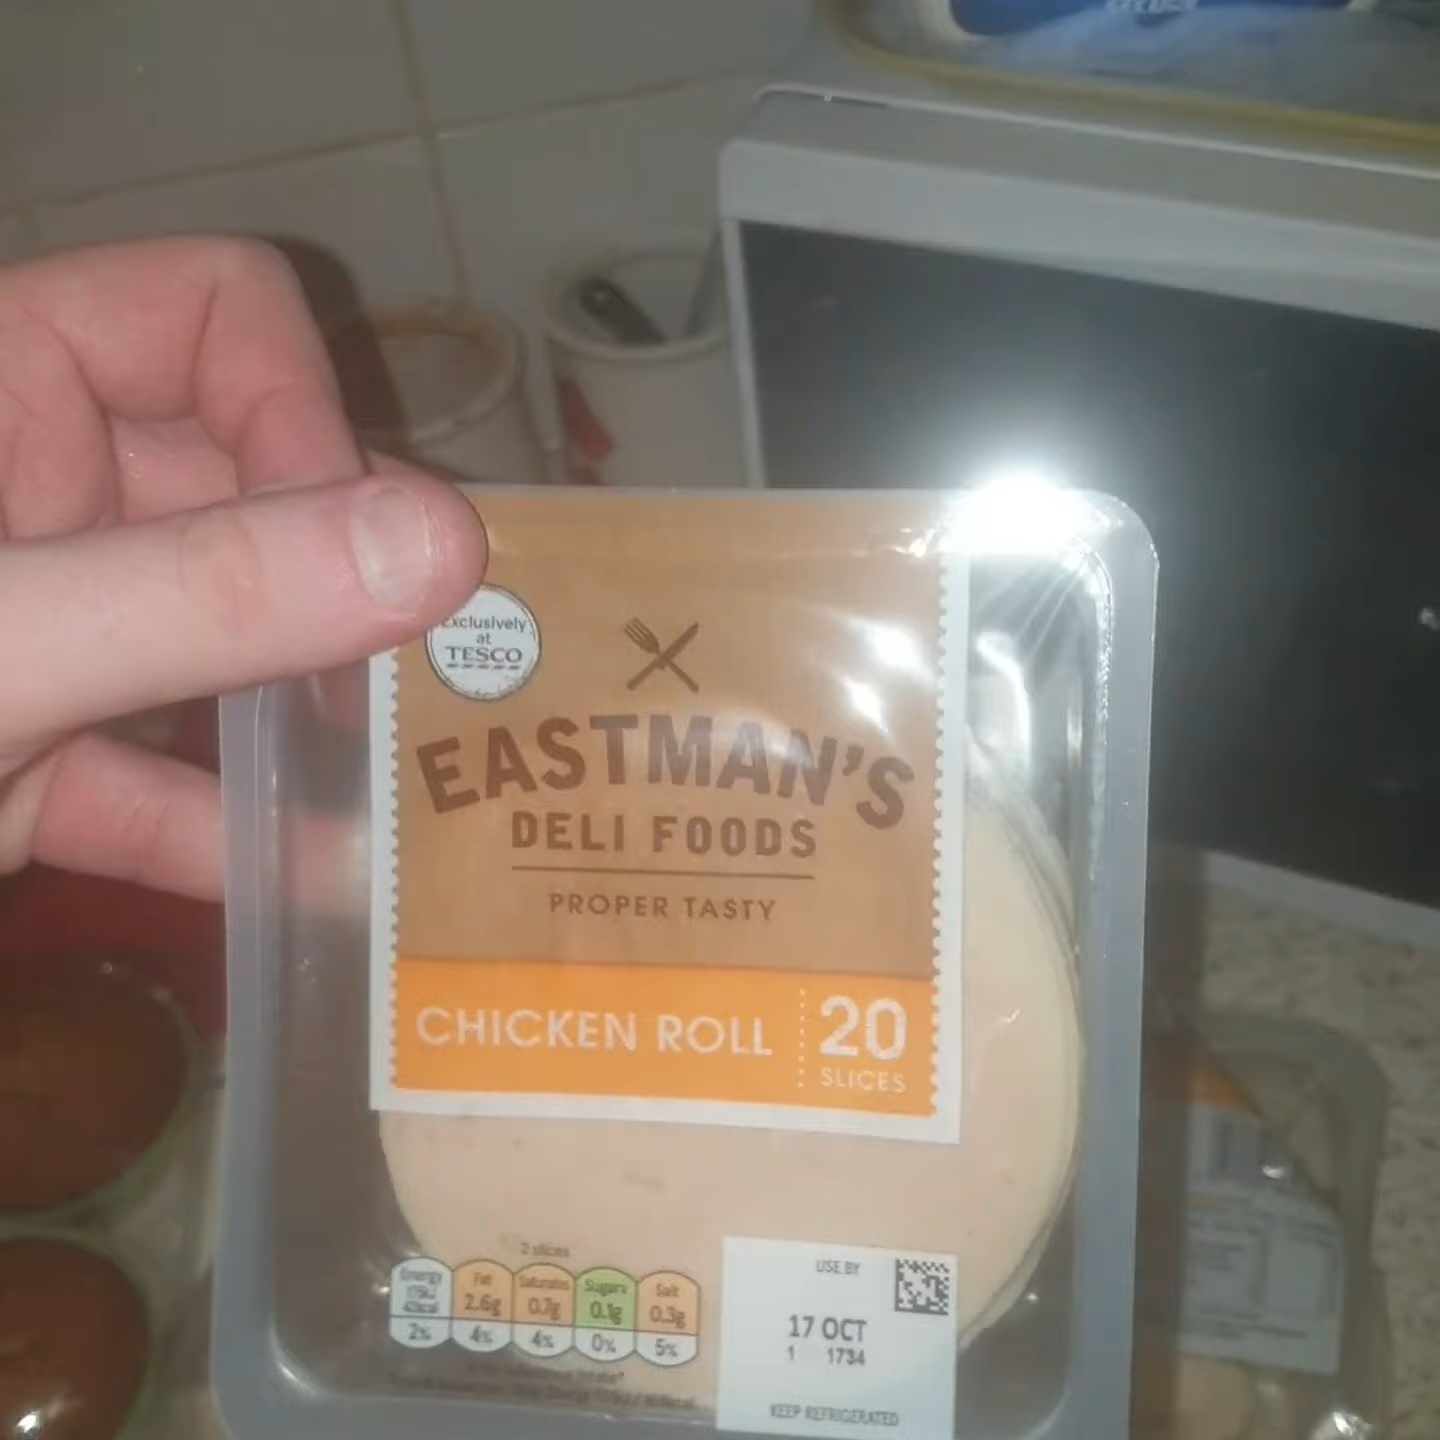 Exclusively
at
TESCO
EASTMAN'S
DELI FOODS
PROPER TASTY
CHICKEN ROLL
20
SLICES
2 slices
Energy Fat Saturates Sugars Salt
2.6g 0.7g 0.1g 0.3g
2% 4% 4% 0% 5%
USE BY
17 OCT
1 1734
KEEP REFRIGERATED